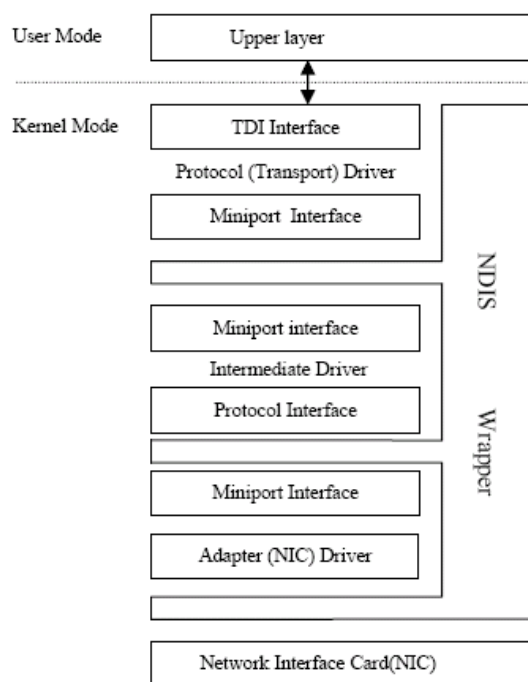 User Mode
Upper layer
Kernel Mode
TDI Interface
Protocol (Transport) Driver
Miniport Interface
NDIS
Miniport interface
Intermediate Driver
Protocol Interface
Wrapper
Miniport Interface
Adapter (NIC) Driver
Network Interface Card(NIC)